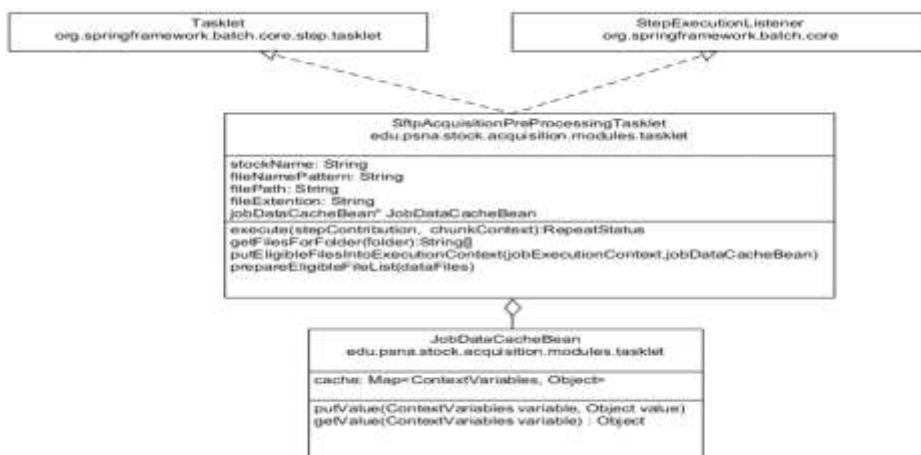 Tasklet
org.springframework.batch.core.step.tasklet
StepExecutionListener
org.springframework.batch.core
SftpAcquisitionPreProcessingTasklet
edu.psna.stock.acquisition.modules.tasklet
stockName: String
fileNamePattern: String
filePath: String
fileExtention: String
jobDataCacheBean* JobDataCacheBean
execute(stepContribution, chunkContext):RepeatStatus
getFilesForFolder(folder):String[]
putEligibleFilesIntoExecutionContext(jobExecutionContext,jobDataCacheBean)
prepareEligibleFileList(dataFiles)
JobDataCacheBean
edu.psna.stock.acquisition.modules.tasklet
cache: Map<ContextVariables, Object>
putValue(ContextVariables variable, Object value)
getValue(ContextVariables variable) : Object